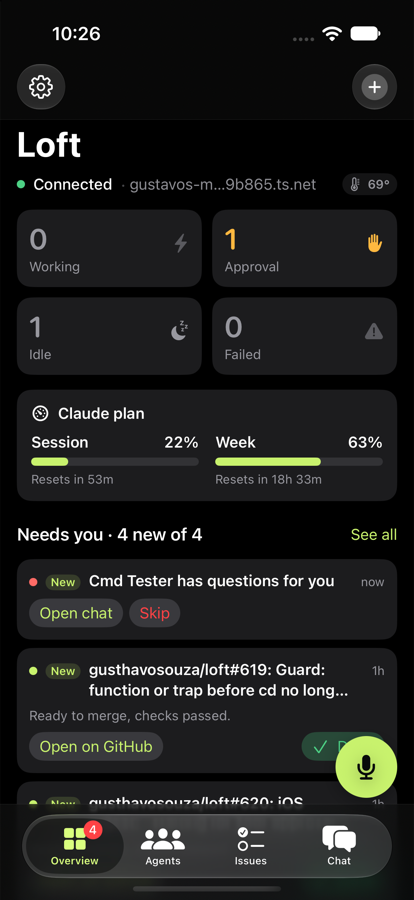 10:26
Loft
Connected · gustavos-m...9b865.ts.net 69°
0
Working
1
Approval
1
Idle
0
Failed
Claude plan
Session 22%
Resets in 53m
Week 63%
Resets in 18h 33m
Needs you · 4 new of 4 See all
New Cmd Tester has questions for you now
Open chat Skip
New gusthavosouza/loft#619: Guard: 1h
function or trap before cd no long...
Ready to merge, checks passed.
Open on GitHub
New gusthavosouza/loft#620: iOS 1h
4
Overview Agents Issues Chat